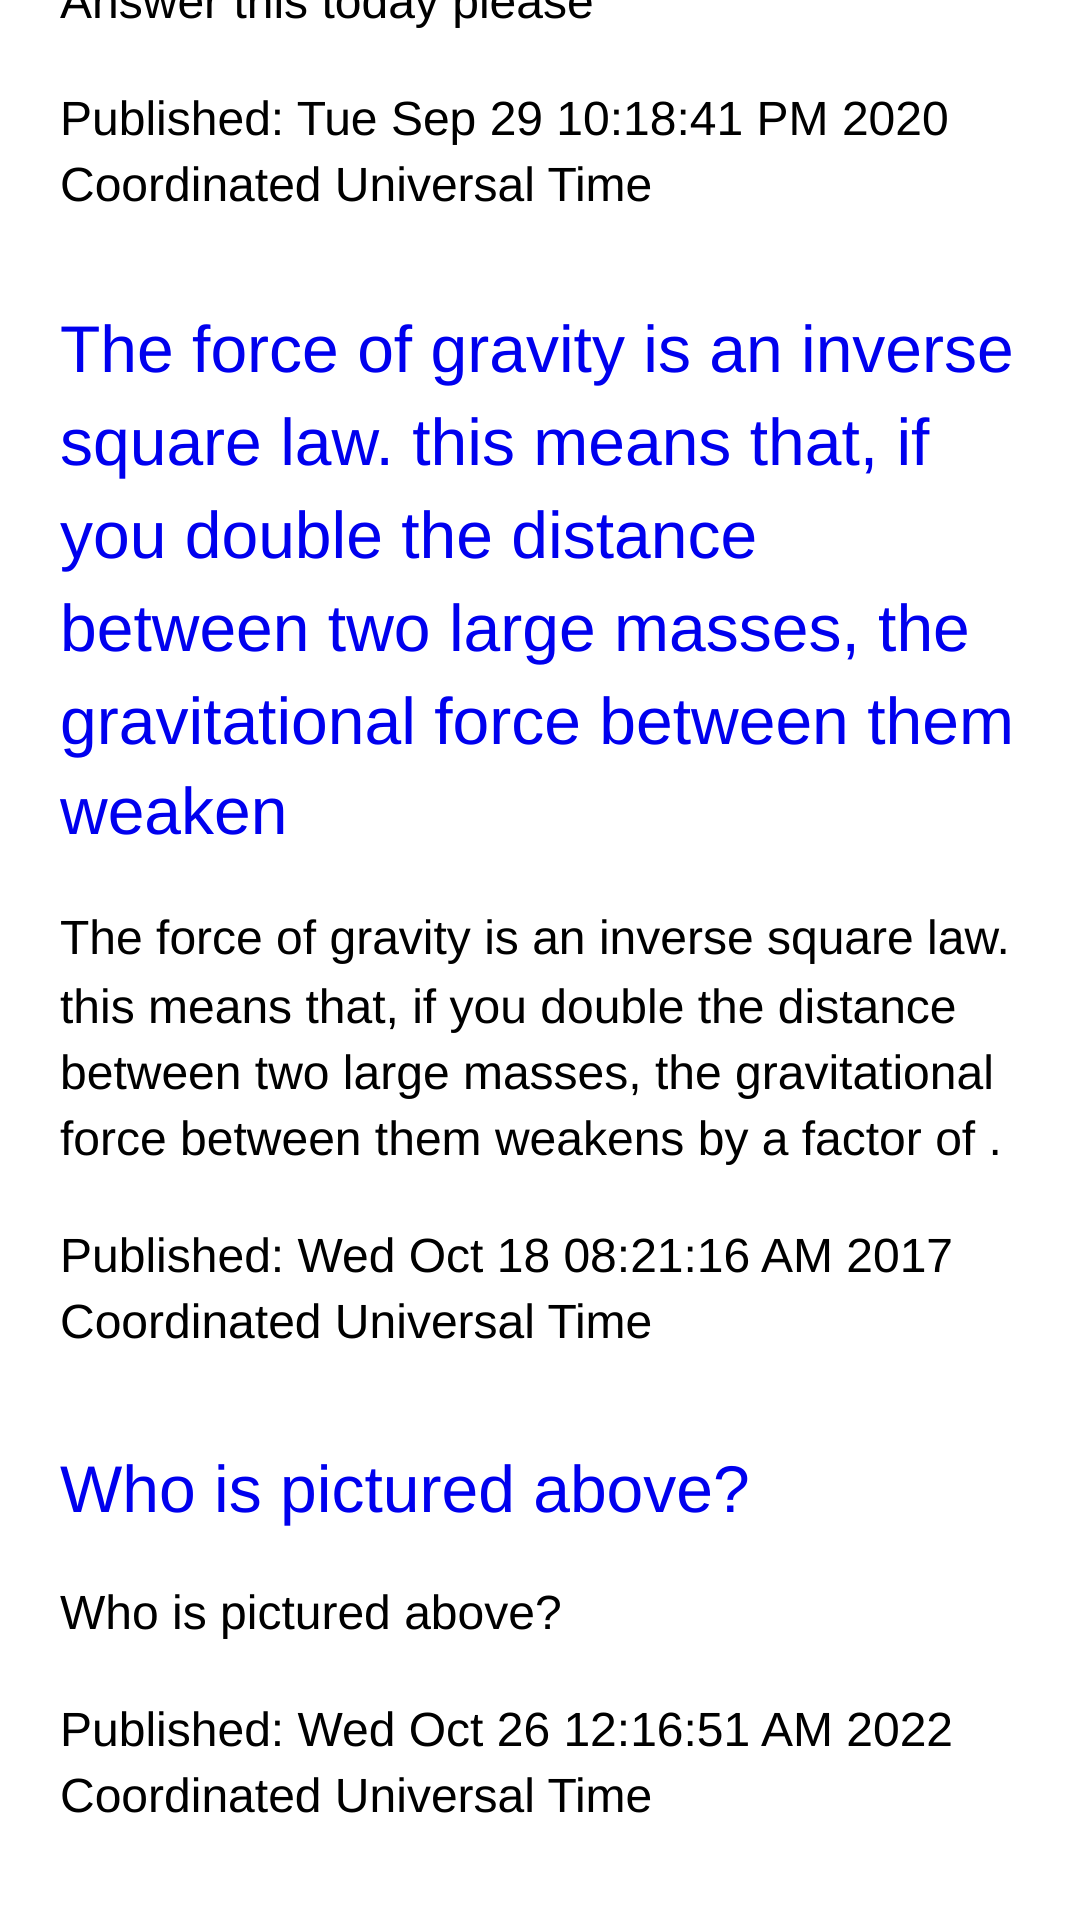 Answer this today please
Published: Tue Sep 29 10:18:41 PM 2020
Coordinated Universal Time
The force of gravity is an inverse
square law. this means that, if
you double the distance
between two large masses, the
gravitational force between them
weaken
The force of gravity is an inverse square law.
this means that, if you double the distance
between two large masses, the gravitational
force between them weakens by a factor of .
Published: Wed Oct 18 08:21:16 AM 2017
Coordinated Universal Time
Who is pictured above?
Who is pictured above?
Published: Wed Oct 26 12:16:51 AM 2022
Coordinated Universal Time